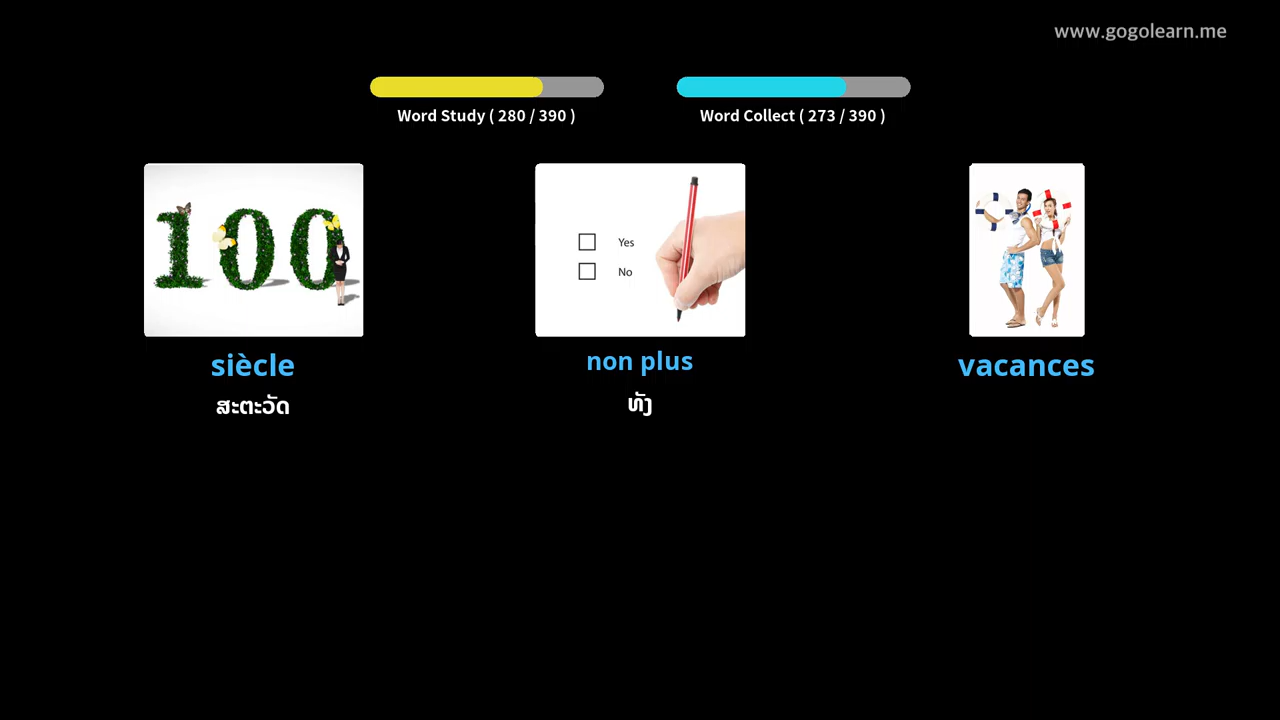 www.gogolearn.me
Word Study ( 280 / 390 )
Word Collect ( 273 / 390 )
100
Yes
No
siècle
non plus
vacances
ສະຕະວັດ
ທັງ